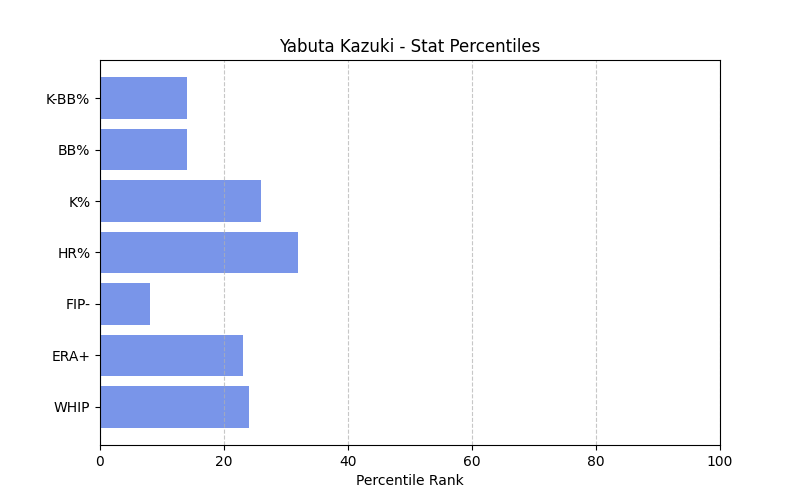 Yabuta Kazuki - Stat Percentiles
K-BB%
BB%
K%
HR%
FIP-
ERA+
WHIP
0 20 40 60 80 100
Percentile Rank